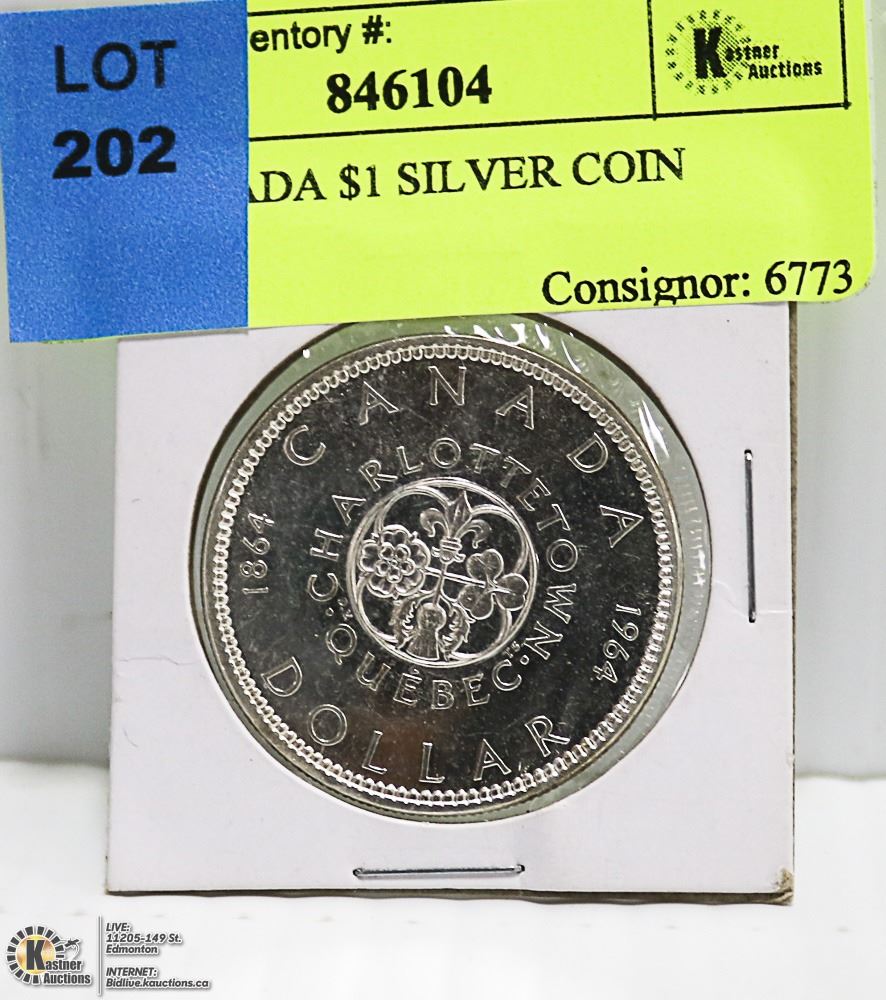 LOT
202
entory #:
846104
Kastner
Auctions
ADA $1 SILVER COIN
Consignor: 6773
CANADA
1864
CHARLOTTETOWN
1964
·QUÉBEC·
TS
DOLLAR
Kastner
Auctions
LIVE:
11205-149 St.
Edmonton
INTERNET:
Bidlive.kauctions.ca